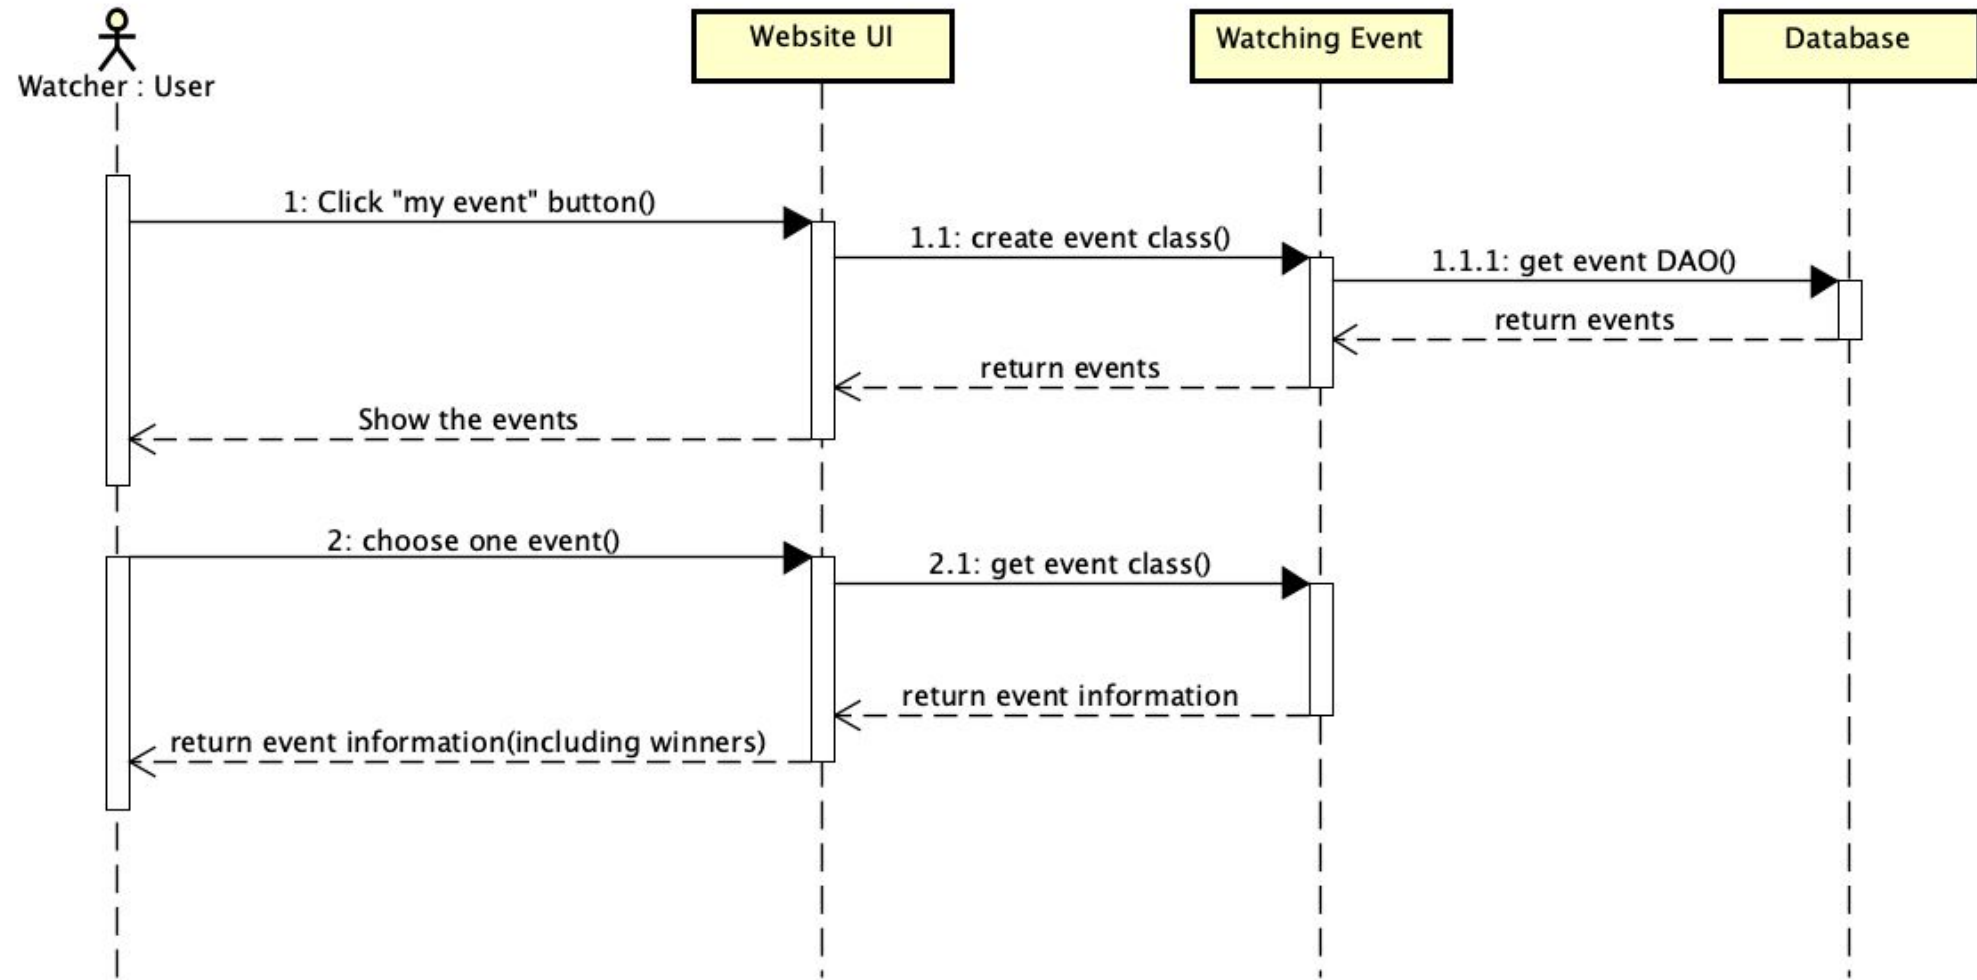 Watcher : User
Website UI
Watching Event
Database
1: Click "my event" button()
1.1: create event class()
1.1.1: get event DAO()
return events
return events
Show the events
2: choose one event()
2.1: get event class()
return event information
return event information(including winners)